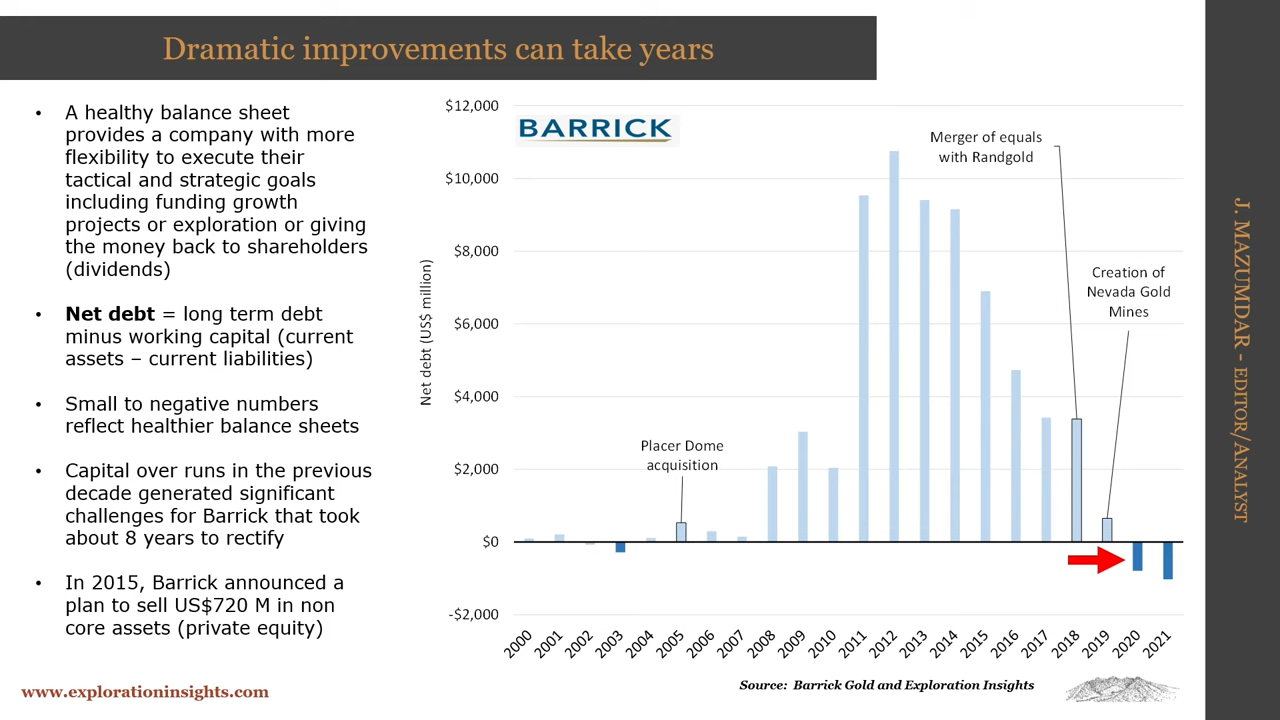 Dramatic improvements can take years
• A healthy balance sheet
provides a company with more
flexibility to execute their
tactical and strategic goals
including funding growth
projects or exploration or giving
the money back to shareholders
(dividends)
• Net debt = long term debt
minus working capital (current
assets – current liabilities)
• Small to negative numbers
reflect healthier balance sheets
• Capital over runs in the previous
decade generated significant
challenges for Barrick that took
about 8 years to rectify
• In 2015, Barrick announced a
plan to sell US$720 M in non
core assets (private equity)
www.explorationinsights.com
BARRICK
Net debt (US$ million)
$12,000
$10,000
$8,000
$6,000
$4,000
$2,000
$0
-$2,000
Placer Dome
acquisition
Merger of equals
with Randgold
Creation of
Nevada Gold
Mines
2000
2001
2002
2003
2004
2005
2006
2007
2008
2009
2010
2011
2012
2013
2014
2015
2016
2017
2018
2019
2020
2021
Source: Barrick Gold and Exploration Insights
J. MAZUMDAR - EDITOR/ANALYST